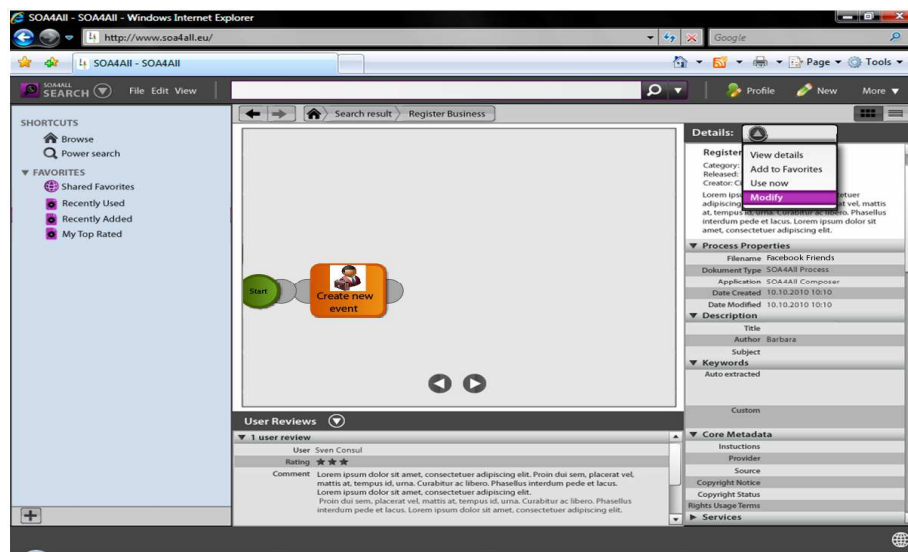 SOA4All - SOA4All - Windows Internet Explorer
http://www.soa4all.eu/
Google
SOA4All - SOA4All
Page Tools
SOA4ALL
SEARCH File Edit View
Profile New More
Search result Register Business
SHORTCUTS
Browse
Power search
FAVORITES
Shared Favorites
Recently Used
Recently Added
My Top Rated
Start
Create new
event
User Reviews
1 user review
User Sven Consul
Rating
Comment Lorem ipsum dolor sit amet, consectetuer adipiscing elit. Proin dui sem, placerat vel,
mattis at, tempus id, urna. Curabitur ac libero. Phasellus interdum pede et lacus.
Lorem ipsum dolor sit amet, consectetuer adipiscing elit.
Proin dui sem, placerat vel, mattis at, tempus id, urna. Curabitur ac libero. Phasellus
interdum pede et lacus. Lorem ipsum dolor sit amet, consectetuer adipiscing elit.
Details:
View details
Add to Favorites
Use now
Modify
Register
Category:
Released:
Creator:
Lorem
adipiscing vel, mattis
at, tempus id, urna. Curabitur ac libero. Phasellus
interdum pede et lacus. Lorem ipsum dolor sit
amet, consectetuer adipiscing elit.
Process Properties
Filename Facebook Friends
Dokument Type SOA4All Process
Application SOA4All Composer
Date Created 10.10.2010 10:10
Date Modified 10.10.2010 10:10
Description
Title
Author Barbara
Subject
Keywords
Auto extracted
Custom
Core Metadata
Instuctions
Provider
Source
Copyright Notice
Copyright Status
Rights Usage Terms
Services